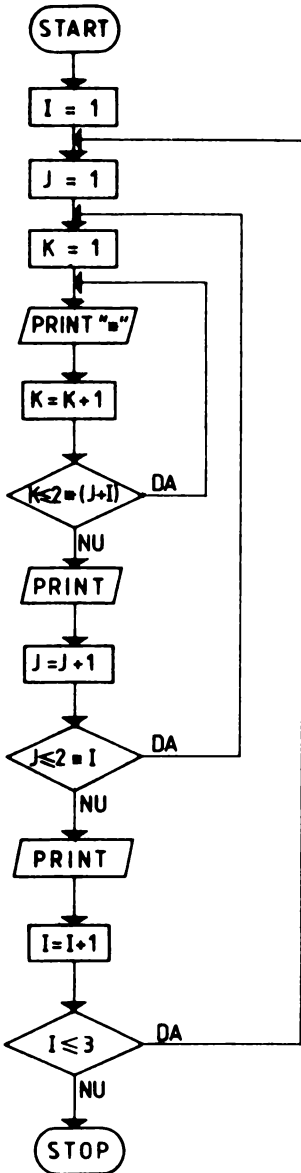 START
I = 1
J = 1
K = 1
PRINT "*"
K = K + 1
K ≤ 2 * (J+I)
DA
NU
PRINT
J = J + 1
J ≤ 2 * I
DA
NU
PRINT
I = I + 1
I ≤ 3
DA
NU
STOP